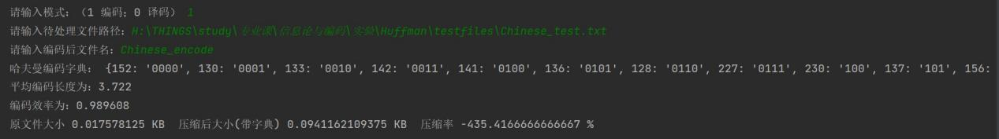 请输入模式：（1 编码；0 译码） 1
请输入待处理文件路径：H:\THINGS\study\专业课\信息论与编码\实验\Huffman\testfiles\Chinese_test.txt
请输入编码后文件名：Chinese_encode
哈夫曼编码字典： {152: '0000', 130: '0001', 133: '0010', 142: '0011', 141: '0100', 136: '0101', 128: '0110', 227: '0111', 230: '100', 137: '101', 156:
平均编码长度为：3.722
编码效率为：0.989608
原文件大小 0.017578125 KB  压缩后大小(带字典) 0.0941162109375 KB  压缩率 -435.4166666666667 %